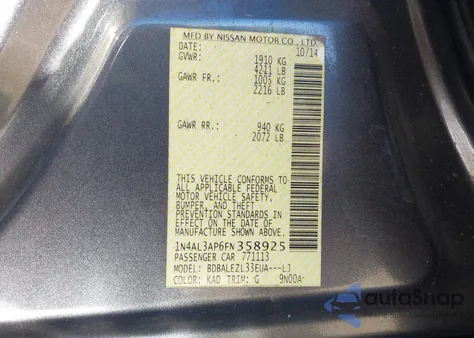 MFD BY NISSAN MOTOR CO., LTD.
DATE: 10/14
GVWR: 1910 KG
4211 LB
GAWR FR.: 1005 KG
2216 LB
GAWR RR.: 940 KG
2072 LB
THIS VEHICLE CONFORMS TO
ALL APPLICABLE FEDERAL
MOTOR VEHICLE SAFETY,
BUMPER, AND THEFT
PREVENTION STANDARDS IN
EFFECT ON THE DATE OF
MANUFACTURE SHOWN ABOVE.
1N4AL3AP6FN358925
PASSENGER CAR 771113
MODEL: BDBALEZL33EUA---LJ
COLOR: KAD TRIM: G 9N00A
autoSnap